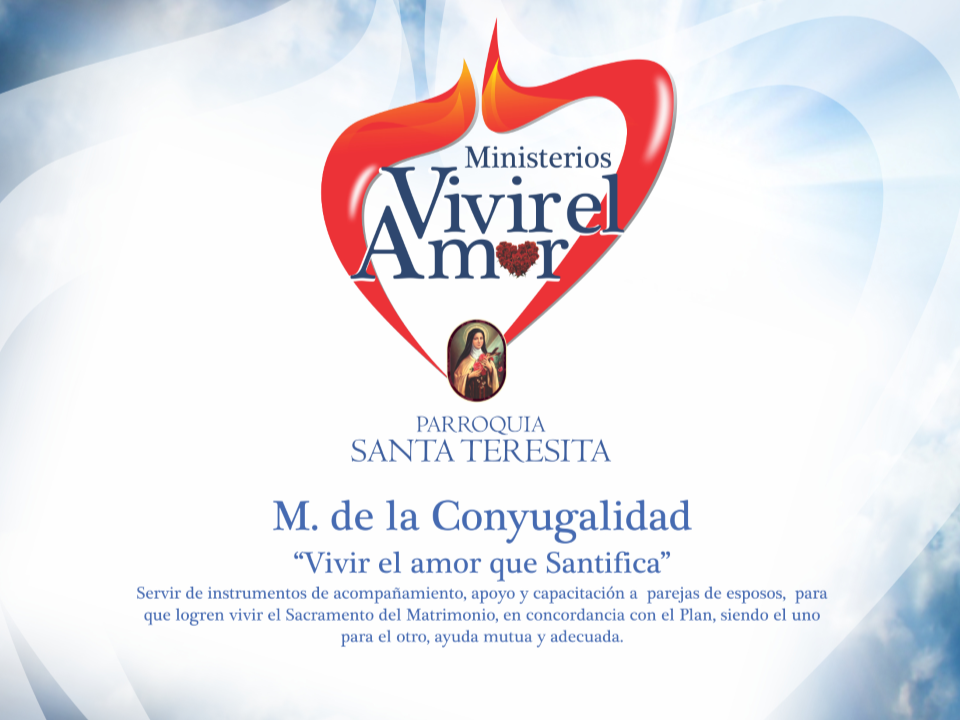 Ministerios
Vivir el
Amor
PARROQUIA
SANTA TERESITA
M. de la Conyugalidad
“Vivir el amor que Santifica”
Servir de instrumentos de acompañamiento, apoyo y capacitación a parejas de esposos, para
que logren vivir el Sacramento del Matrimonio, en concordancia con el Plan, siendo el uno
para el otro, ayuda mutua y adecuada.